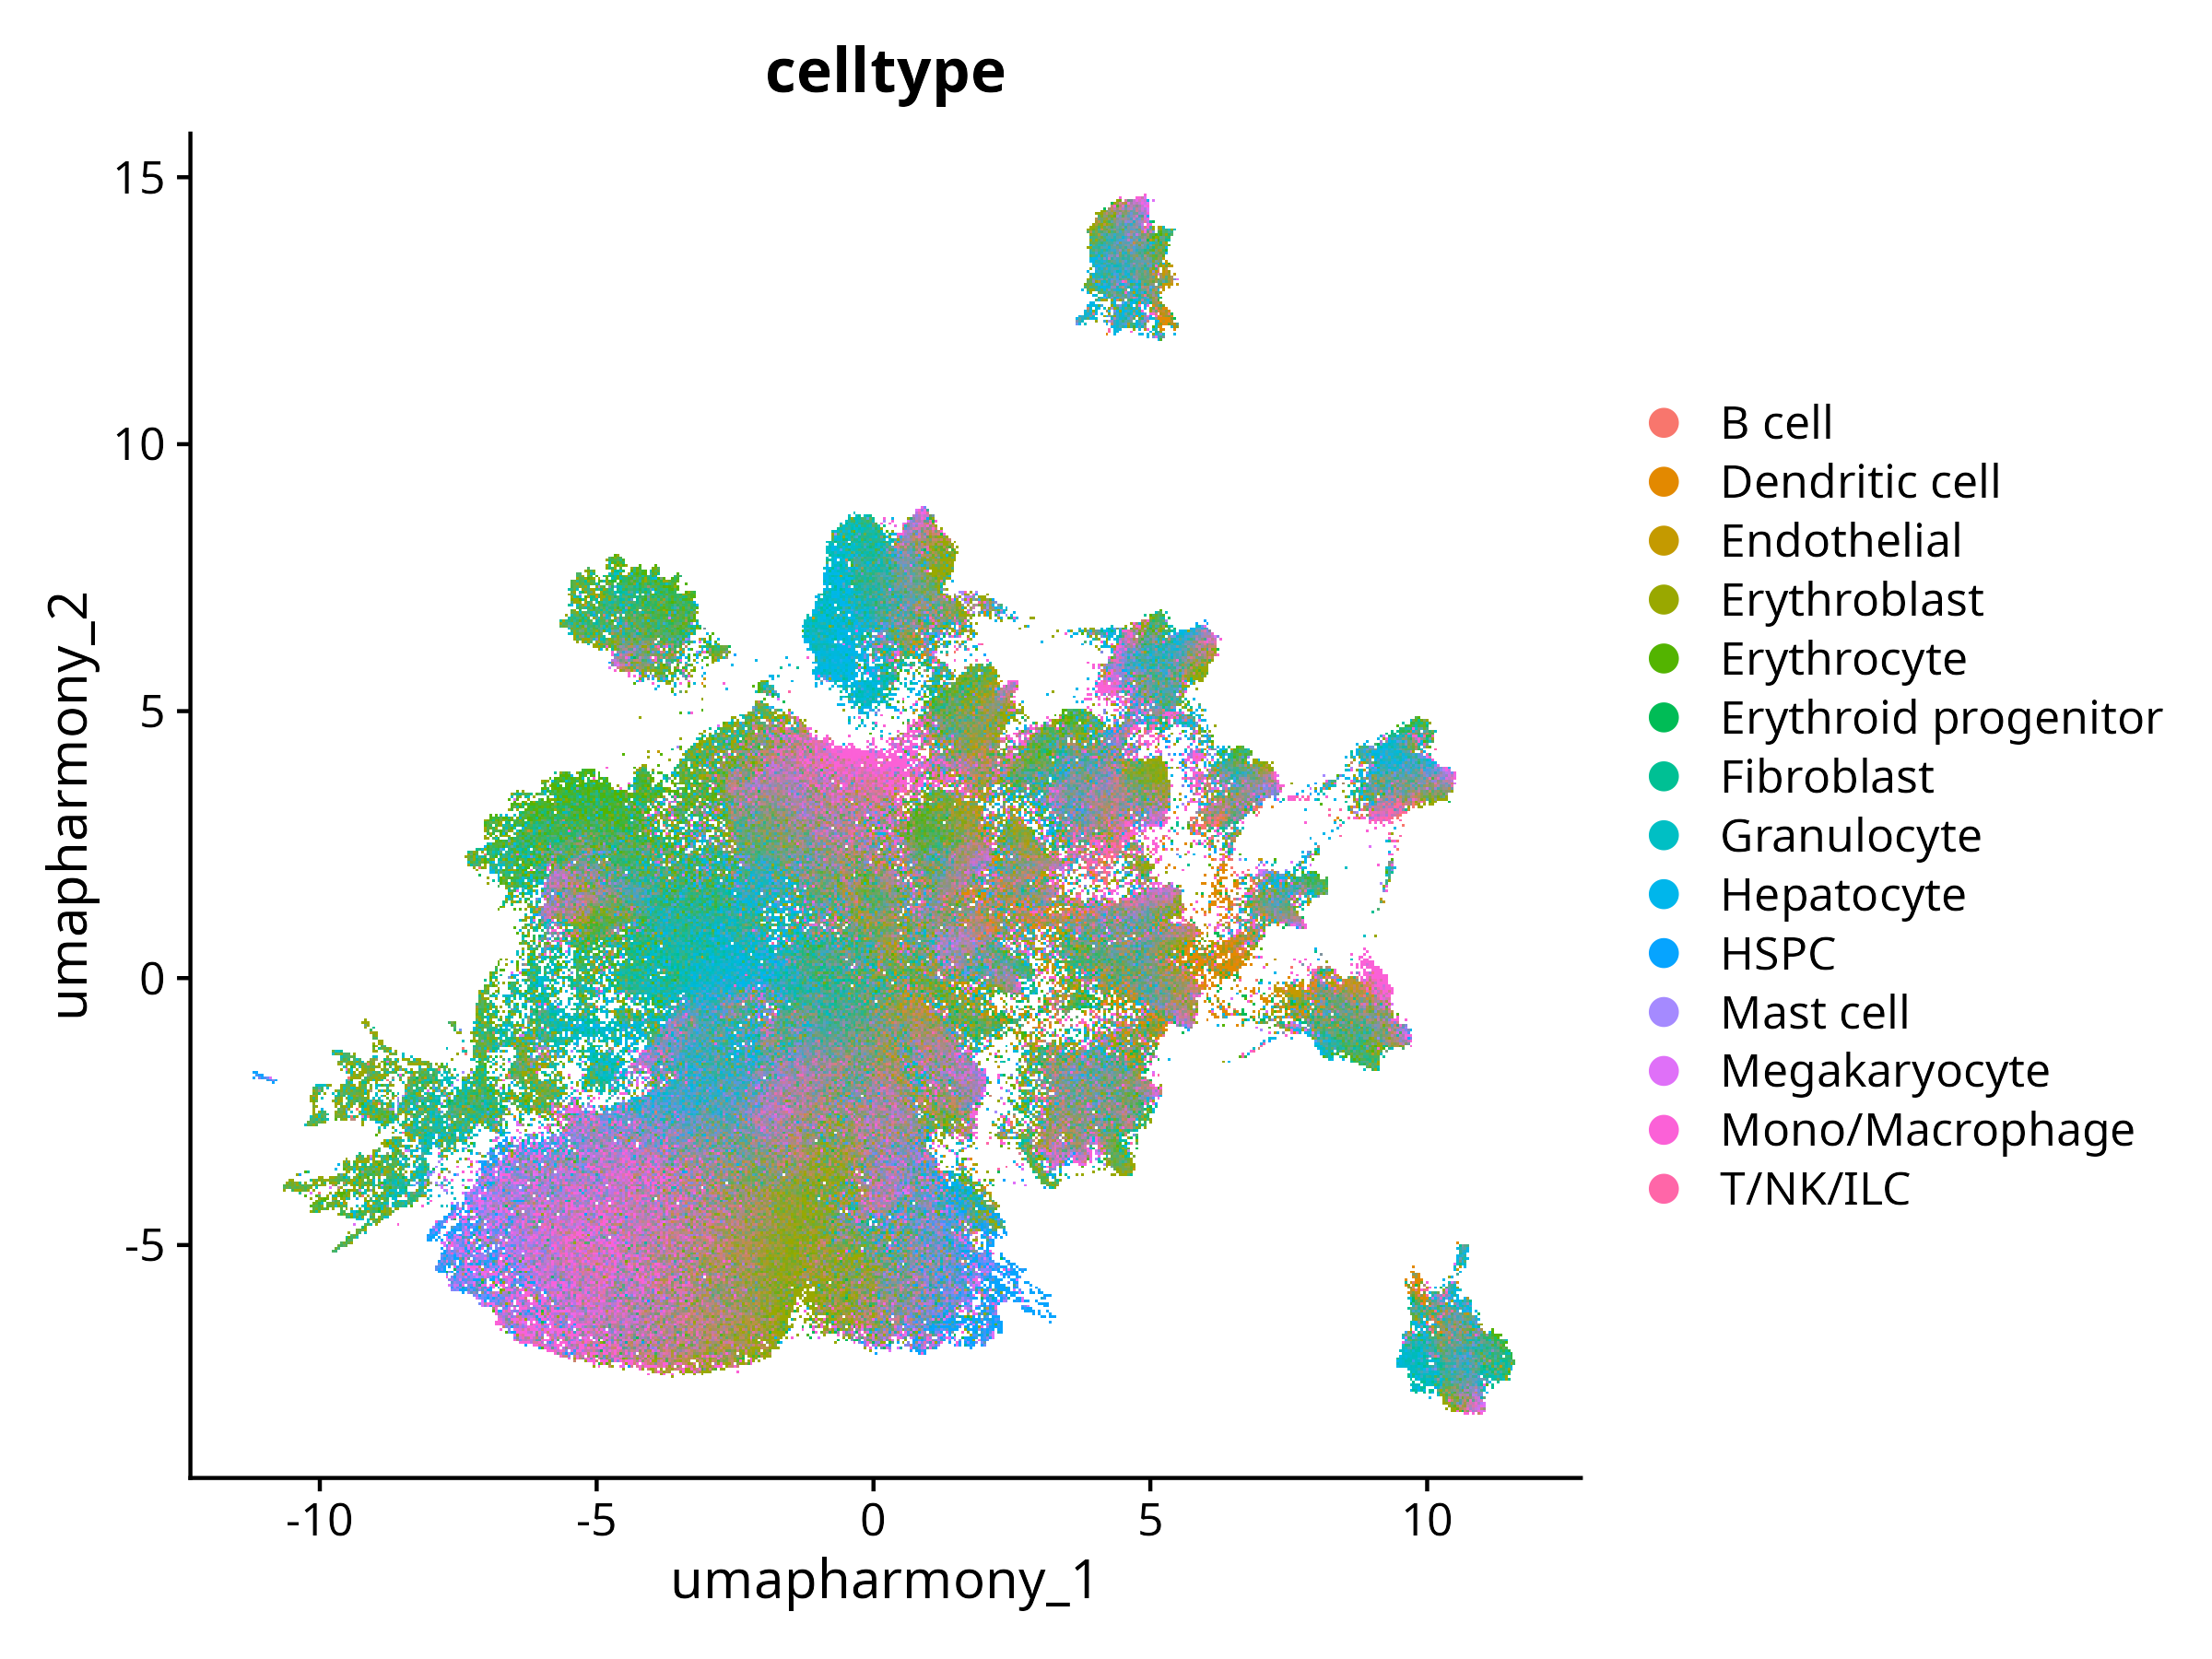 celltype
umapharmony_2
15
10
5
0
-5
-10
-5
0
5
10
umapharmony_1
B cell
Dendritic cell
Endothelial
Erythroblast
Erythrocyte
Erythroid progenitor
Fibroblast
Granulocyte
Hepatocyte
HSPC
Mast cell
Megakaryocyte
Mono/Macrophage
T/NK/ILC